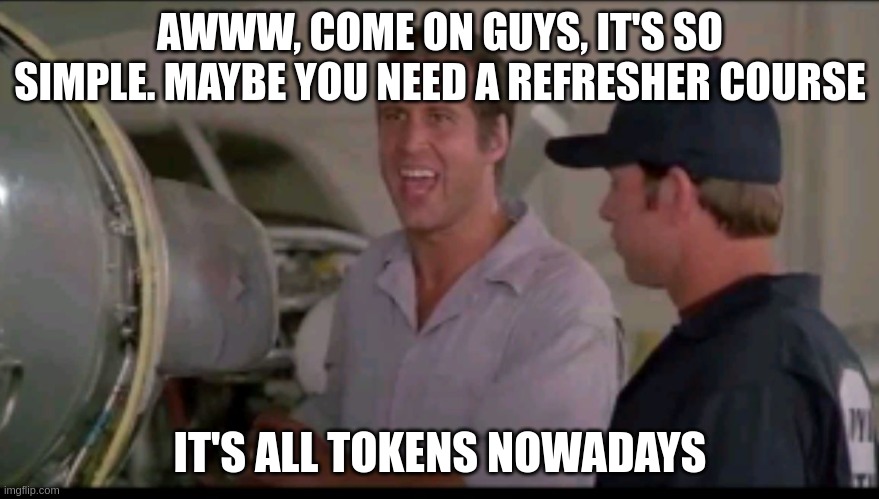 AWWW, COME ON GUYS, IT'S SO
SIMPLE. MAYBE YOU NEED A REFRESHER COURSE
IT'S ALL TOKENS NOWADAYS
imgflip.com